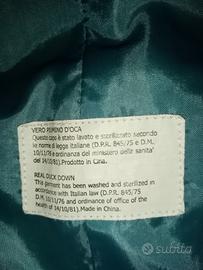 VERO PIUMINO D'OCA
Questo capo è stato lavato e sterilizzato secondo
le norme di legge italiane (D.P.R. 845/75 e D.M.
10/11/76 e ordinanza del ministero della sanita'
del 14/10/81).Prodotto in Cina.
REAL DUCK DOWN
This garment has been washed and sterilized in
accordance with Italian law (D.P.R. 845/75
D.M. 10/11/76 and ordinance of office of the
health of 14/10/81).Made in China.
subito